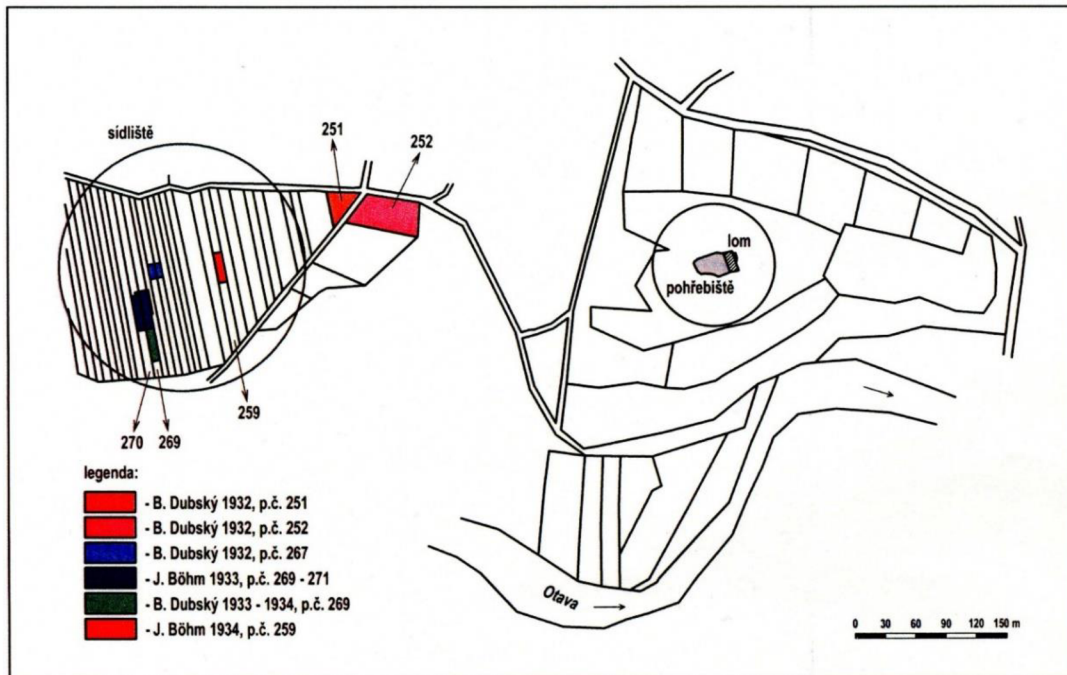 sídliště
251
252
lom
pohřebiště
259
270 269
legenda:
- B. Dubský 1932, p.č. 251
- B. Dubský 1932, p.č. 252
- B. Dubský 1932, p.č. 267
- J. Böhm 1933, p.č. 269 - 271
- B. Dubský 1933 - 1934, p.č. 269
- J. Böhm 1934, p.č. 259
Otava
0 30 60 90 120 150 m